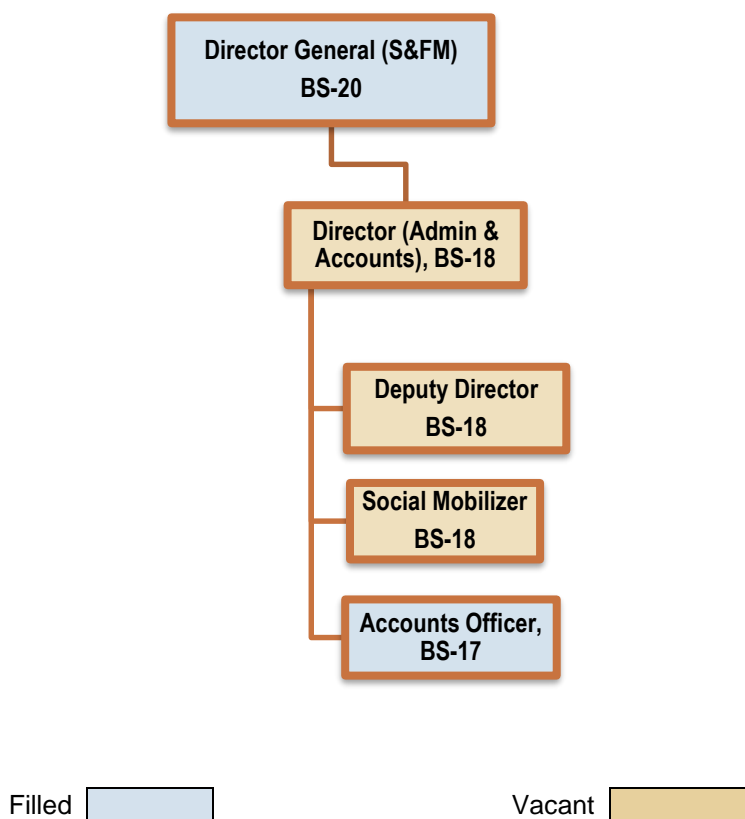 Director General (S&FM)
BS-20
Director (Admin &
Accounts), BS-18
Deputy Director
BS-18
Social Mobilizer
BS-18
Accounts Officer,
BS-17
Filled
Vacant